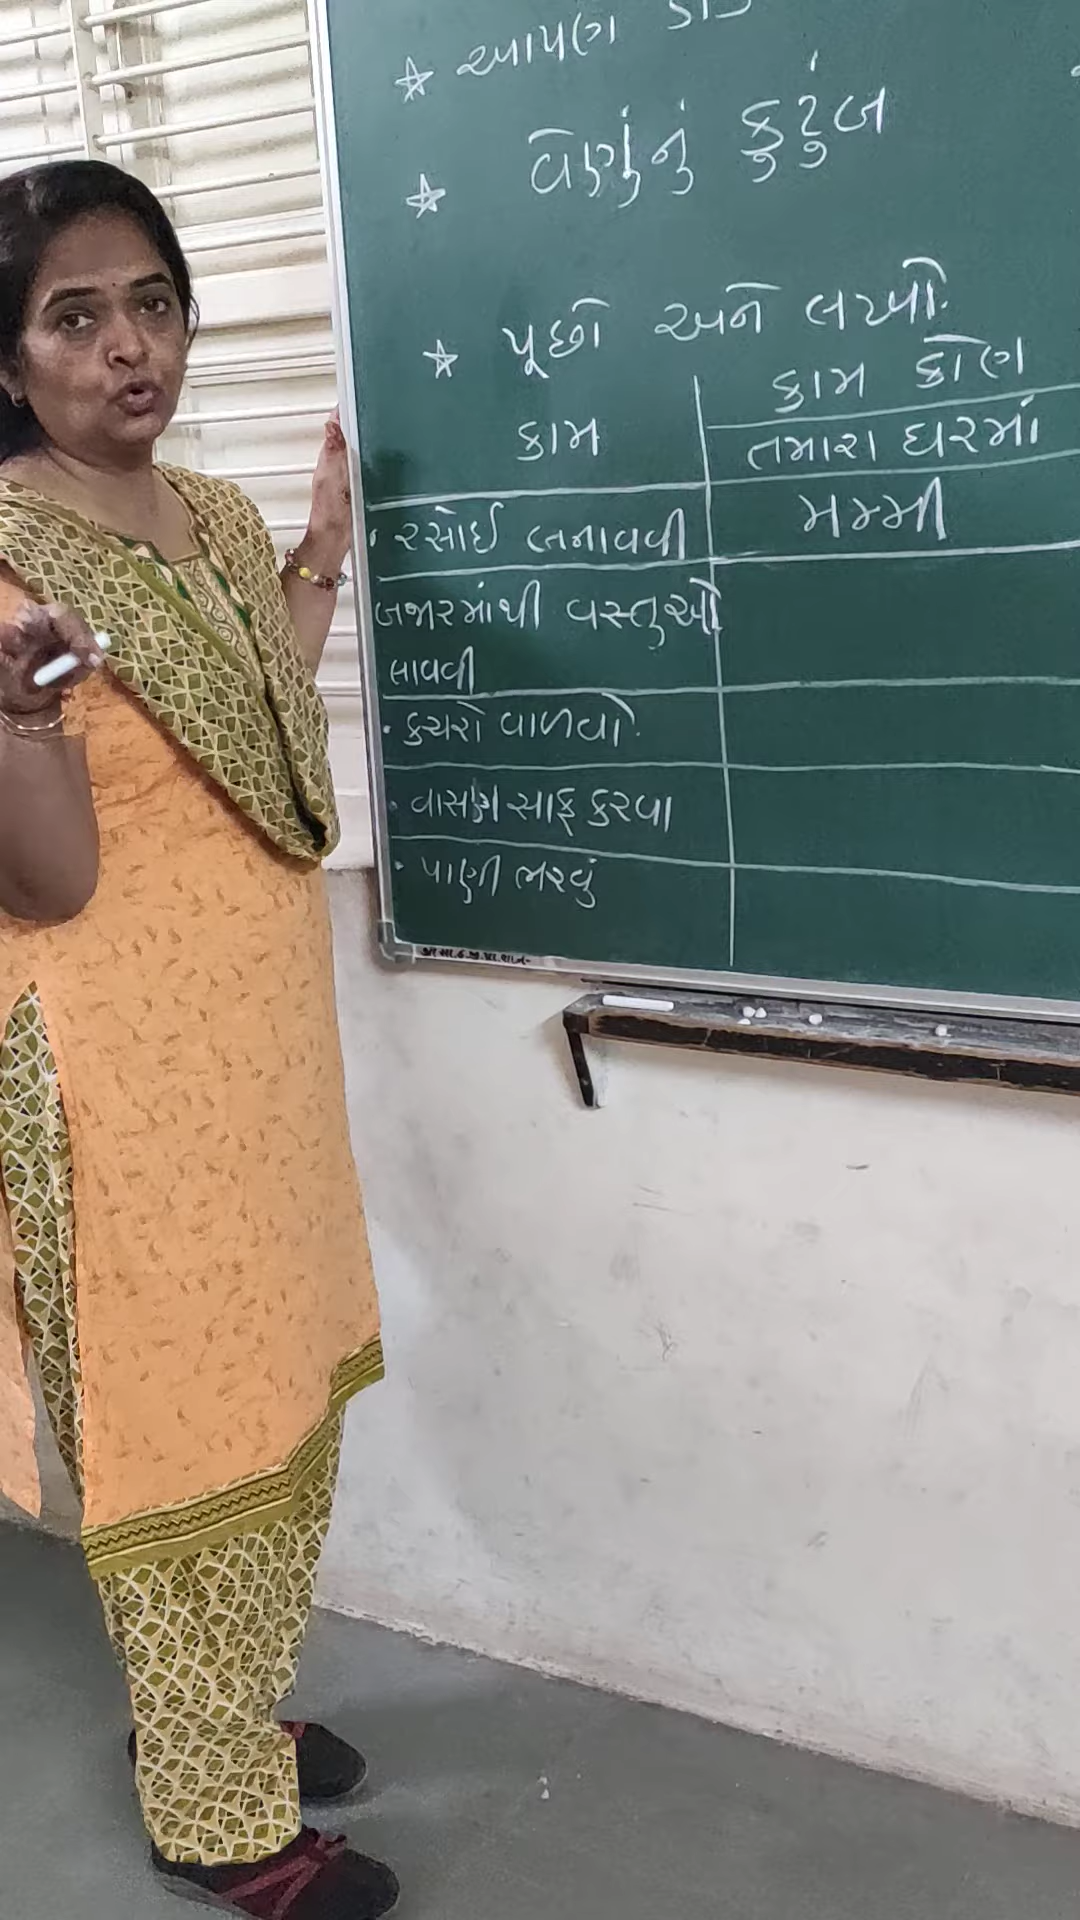 ★ આપણ
★ વેણુંનું કુટુંબ
★ પૂછો અને લખો.
કામ
કામ કોણ
તમારા ઘરમાં
• રસોઈ બનાવવી
મમ્મી
બજારમાંથી વસ્તુઓ
લાવવી
• કચરો વાળવો.
• વાસણ સાફ કરવા
• પાણી ભરવું